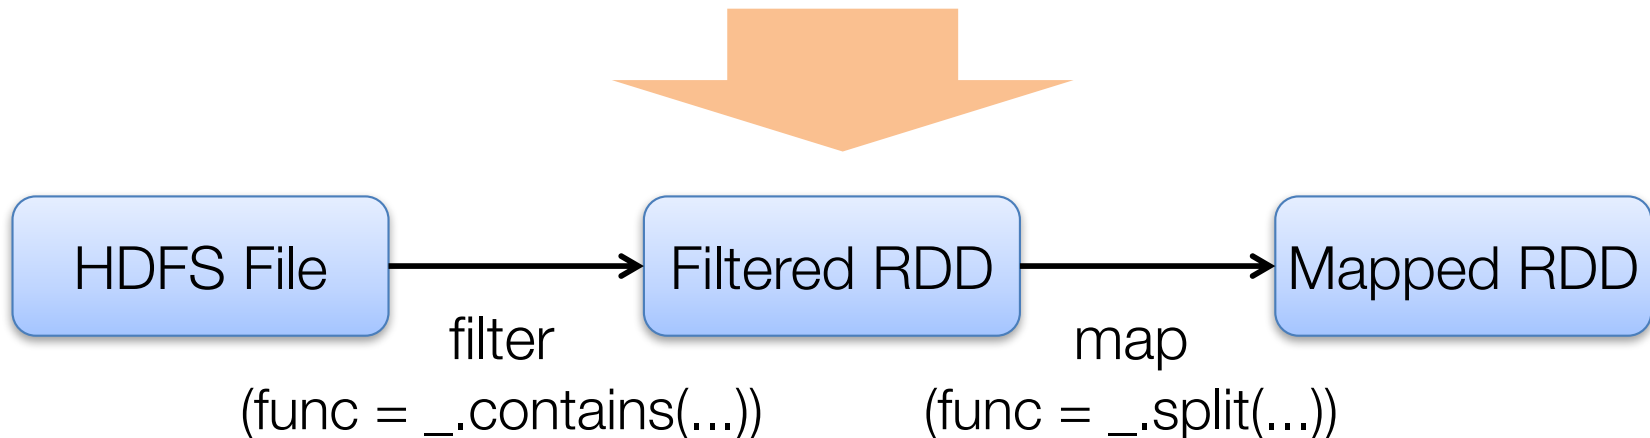 HDFS File
Filtered RDD
Mapped RDD
filter
(func = _.contains(...))
map
(func = _.split(...))